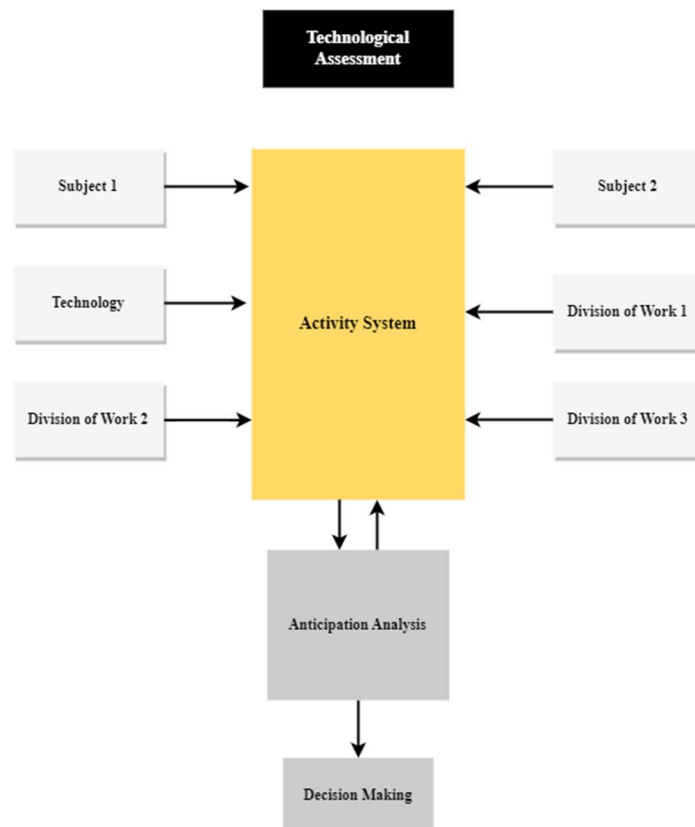 Technological
Assessment
Subject 1
Subject 2
Technology
Activity System
Division of Work 1
Division of Work 2
Division of Work 3
Anticipation Analysis
Decision Making